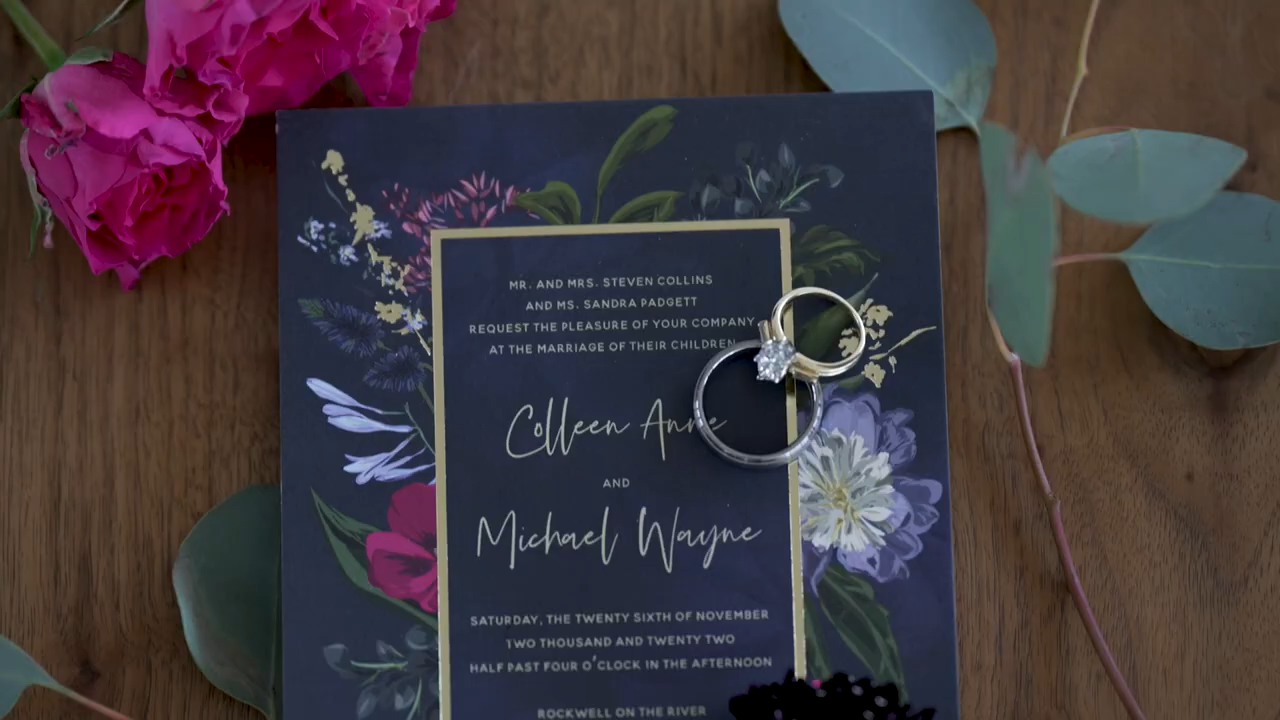 MR. AND MRS. STEVEN COLLINS
AND MS. SANDRA PADGETT
REQUEST THE PLEASURE OF YOUR COMPANY
AT THE MARRIAGE OF THEIR CHILDREN
Colleen Anne
AND
Michael Wayne
SATURDAY, THE TWENTY SIXTH OF NOVEMBER
TWO THOUSAND AND TWENTY TWO
HALF PAST FOUR O'CLOCK IN THE AFTERNOON
ROCKWELL ON THE RIVER